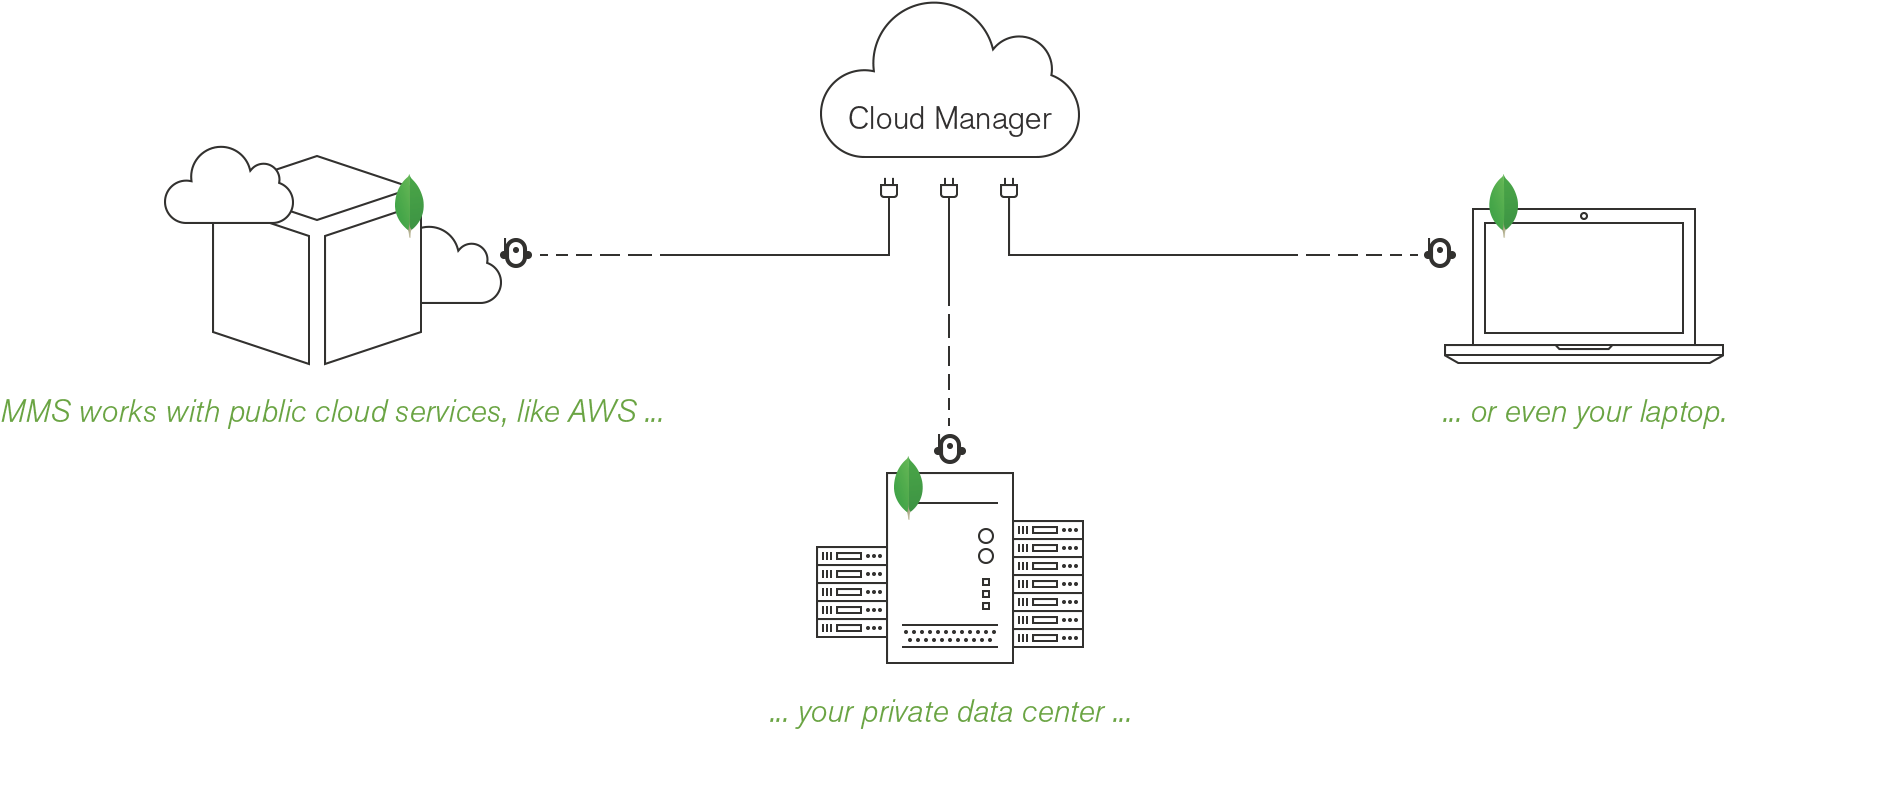 Cloud Manager
MMS works with public cloud services, like AWS ...
... or even your laptop.
... your private data center ...